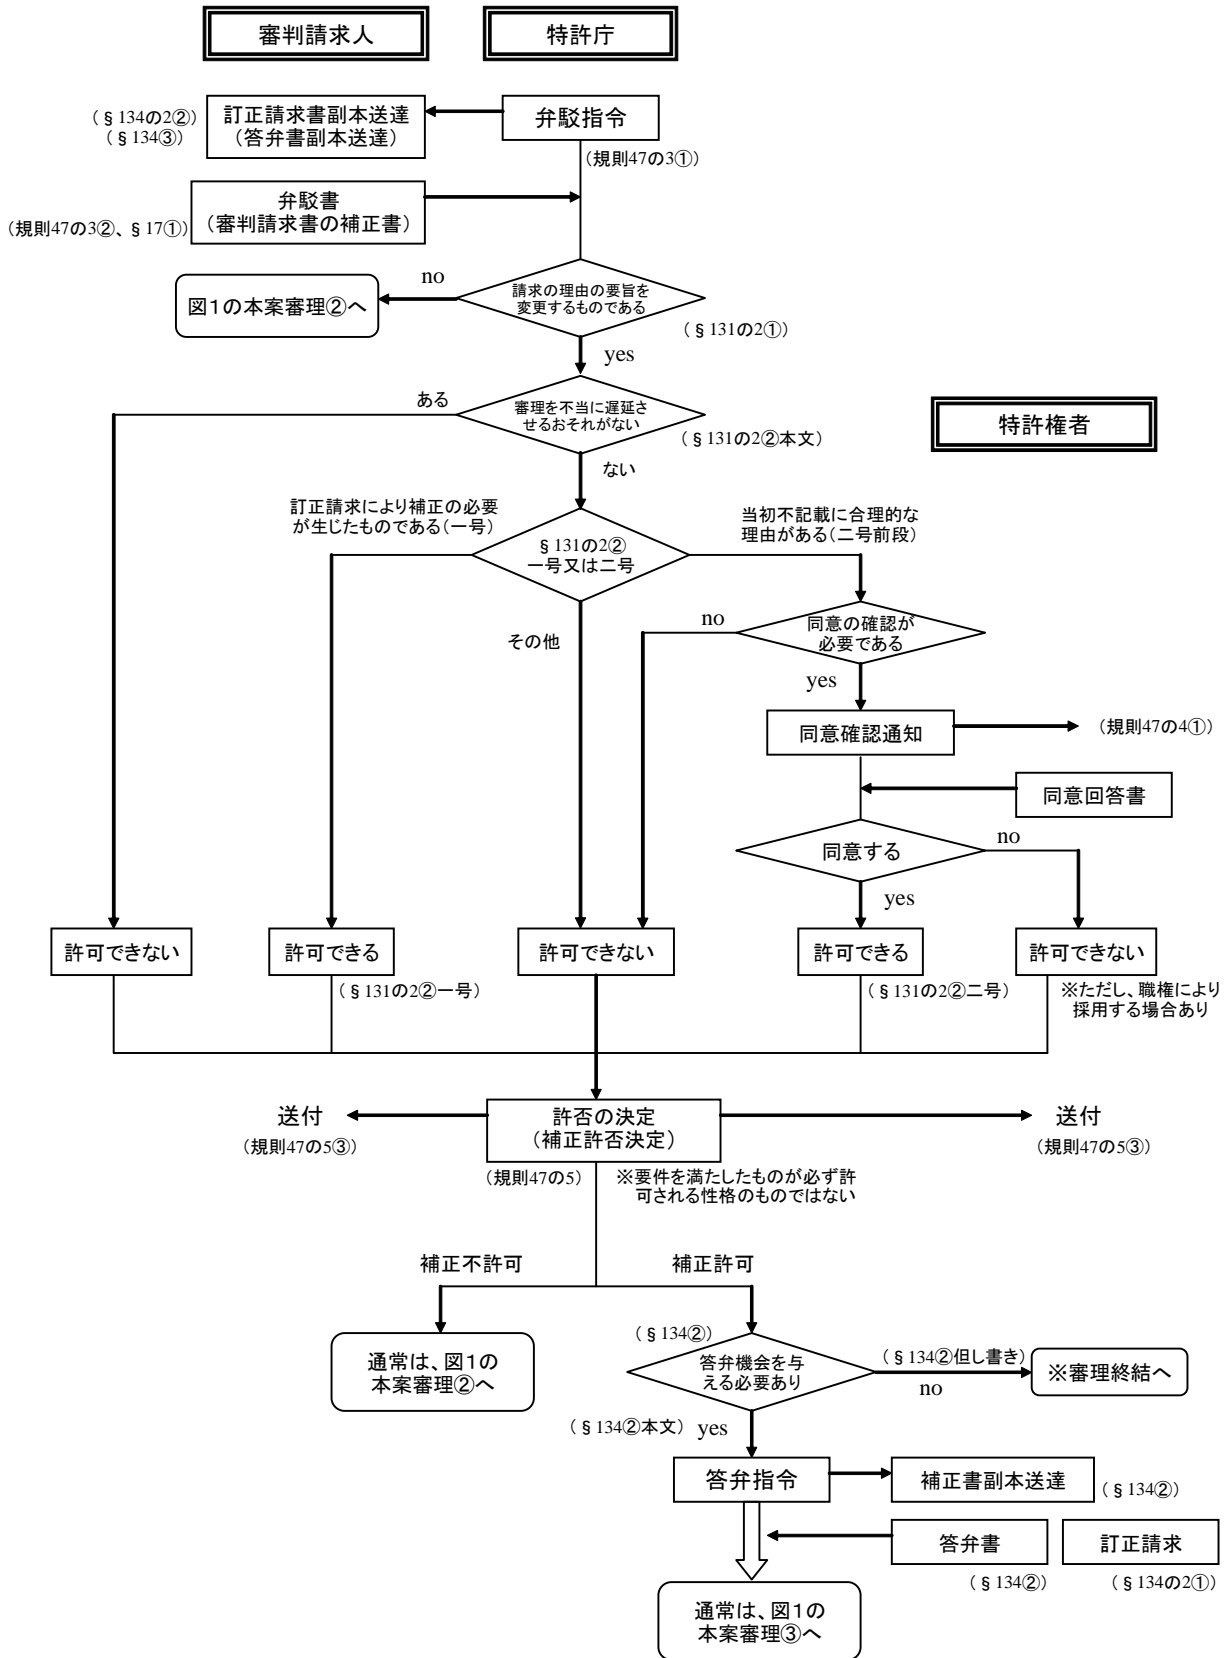 審判請求人
特許庁
(§134の2②)
(§134③)
訂正請求書副本送達
(答弁書副本送達)
弁駁指令
(規則47の3①)
弁駁書
(審判請求書の補正書)
(規則47の3②、§17①)
no
請求の理由の要旨を
変更するものである
図1の本案審理②へ
(§131の2①)
yes
ある
審理を不当に遅延さ
せるおそれがない
(§131の2②本文)
特許権者
ない
訂正請求により補正の必要
が生じたものである(一号)
当初不記載に合理的な
理由がある(二号前段)
§131の2②
一号又は二号
no
同意の確認が
必要である
その他
yes
同意確認通知
(規則47の4①)
同意回答書
同意する
no
yes
許可できない
許可できる
許可できない
許可できる
許可できない
(§131の2②一号)
(§131の2②二号)
※ただし、職権により
採用する場合あり
送付
(規則47の5③)
許否の決定
(補正許否決定)
送付
(規則47の5③)
(規則47の5)
※要件を満たしたものが必ず許
可される性格のものではない
補正不許可
補正許可
(§134②)
通常は、図1の
本案審理②へ
答弁機会を与
える必要あり
(§134②但し書き)
no
※審理終結へ
(§134②本文)
yes
答弁指令
補正書副本送達
(§134②)
答弁書
訂正請求
(§134②)
(§134の2①)
通常は、図1の
本案審理③へ